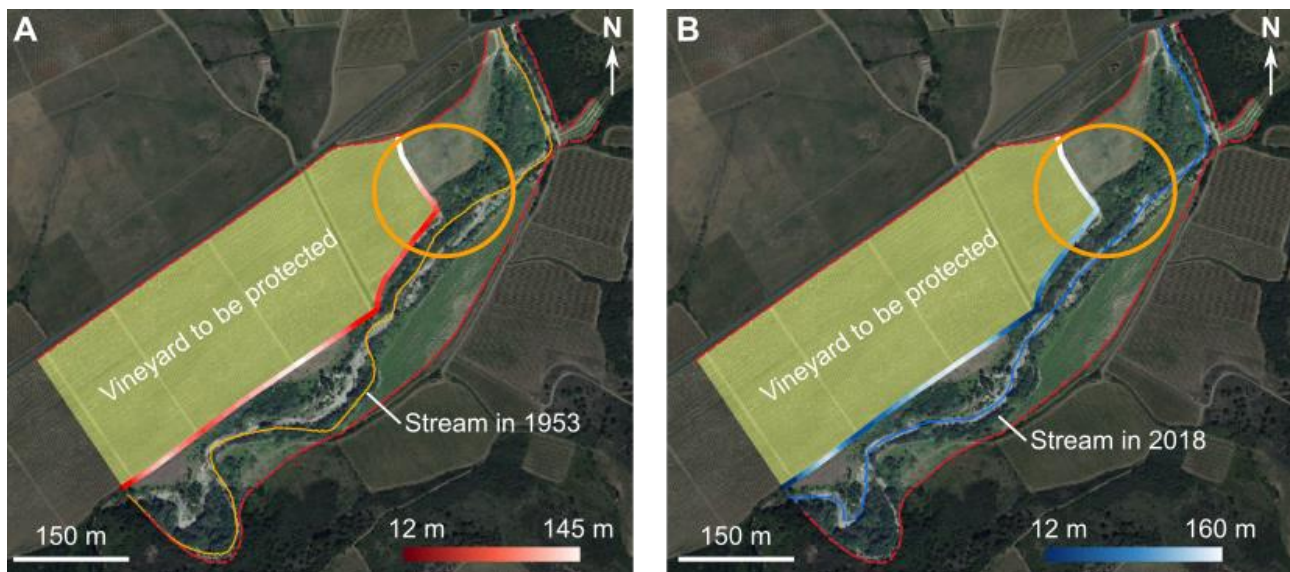 A
N
Vineyard to be protected
Stream in 1953
150 m
12 m
145 m
B
N
Vineyard to be protected
Stream in 2018
150 m
12 m
160 m